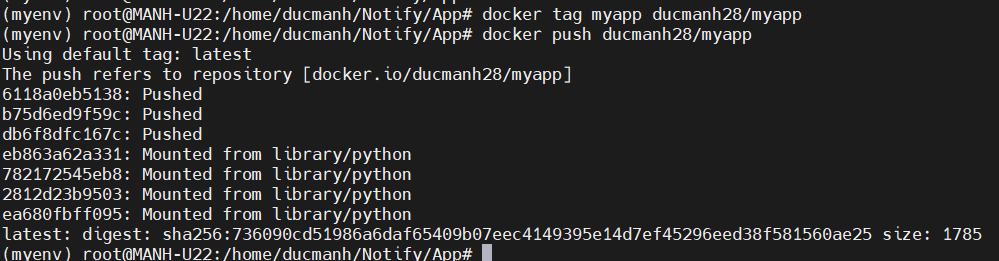 (myenv) root@MANH-U22:/home/ducmanh/Notify/App# docker tag myapp ducmanh28/myapp
(myenv) root@MANH-U22:/home/ducmanh/Notify/App# docker push ducmanh28/myapp
Using default tag: latest
The push refers to repository [docker.io/ducmanh28/myapp]
6118a0eb5138: Pushed
b75d6ed9f59c: Pushed
db6f8dfc167c: Pushed
eb863a62a331: Mounted from library/python
782172545eb8: Mounted from library/python
2812d23b9503: Mounted from library/python
ea680fbff095: Mounted from library/python
latest: digest: sha256:736090cd51986a6daf65409b07eec4149395e14d7ef45296eed38f581560ae25 size: 1785
(myenv) root@MANH-U22:/home/ducmanh/Notify/App#